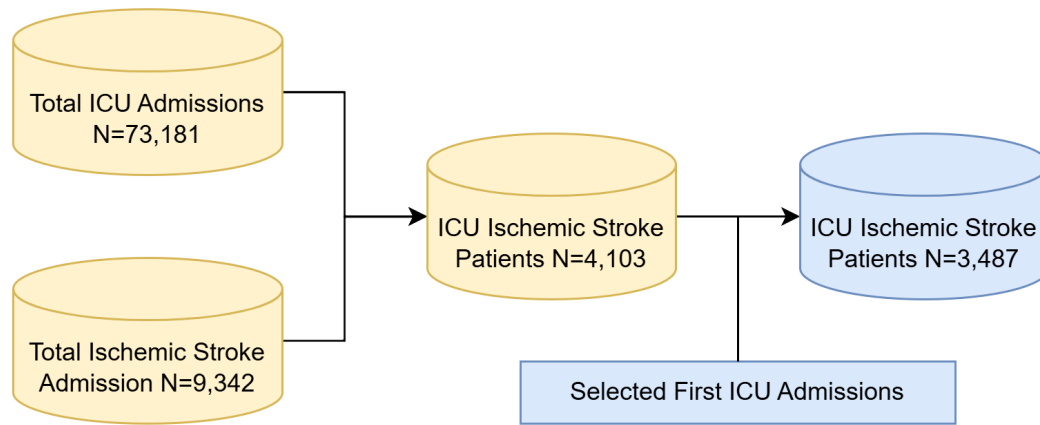 Total ICU Admissions
N=73,181
Total Ischemic Stroke
Admission N=9,342
ICU Ischemic Stroke
Patients N=4,103
ICU Ischemic Stroke
Patients N=3,487
Selected First ICU Admissions